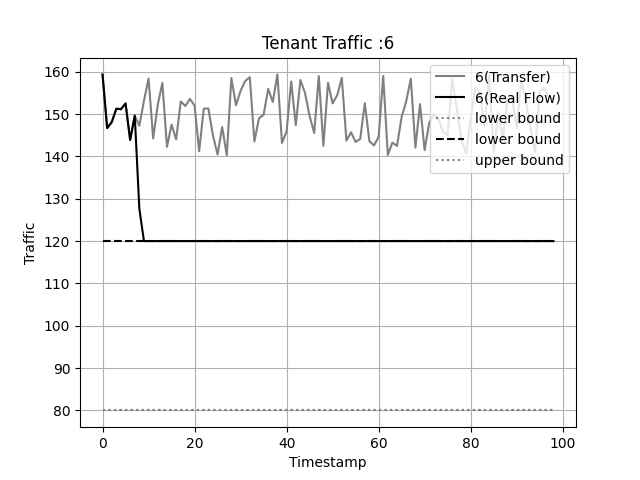 Tenant Traffic :6
6(Transfer)
6(Real Flow)
lower bound
lower bound
upper bound
160
150
140
130
120
110
100
90
80
Traffic
0 20 40 60 80 100
Timestamp